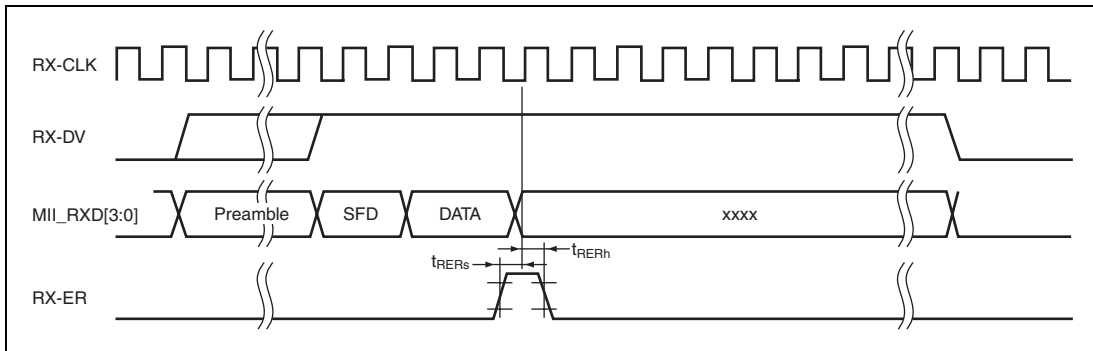 RX-CLK
RX-DV
MII_RXD[3:0]
Preamble
SFD
DATA
xxxx
tRERs
tRERh
RX-ER